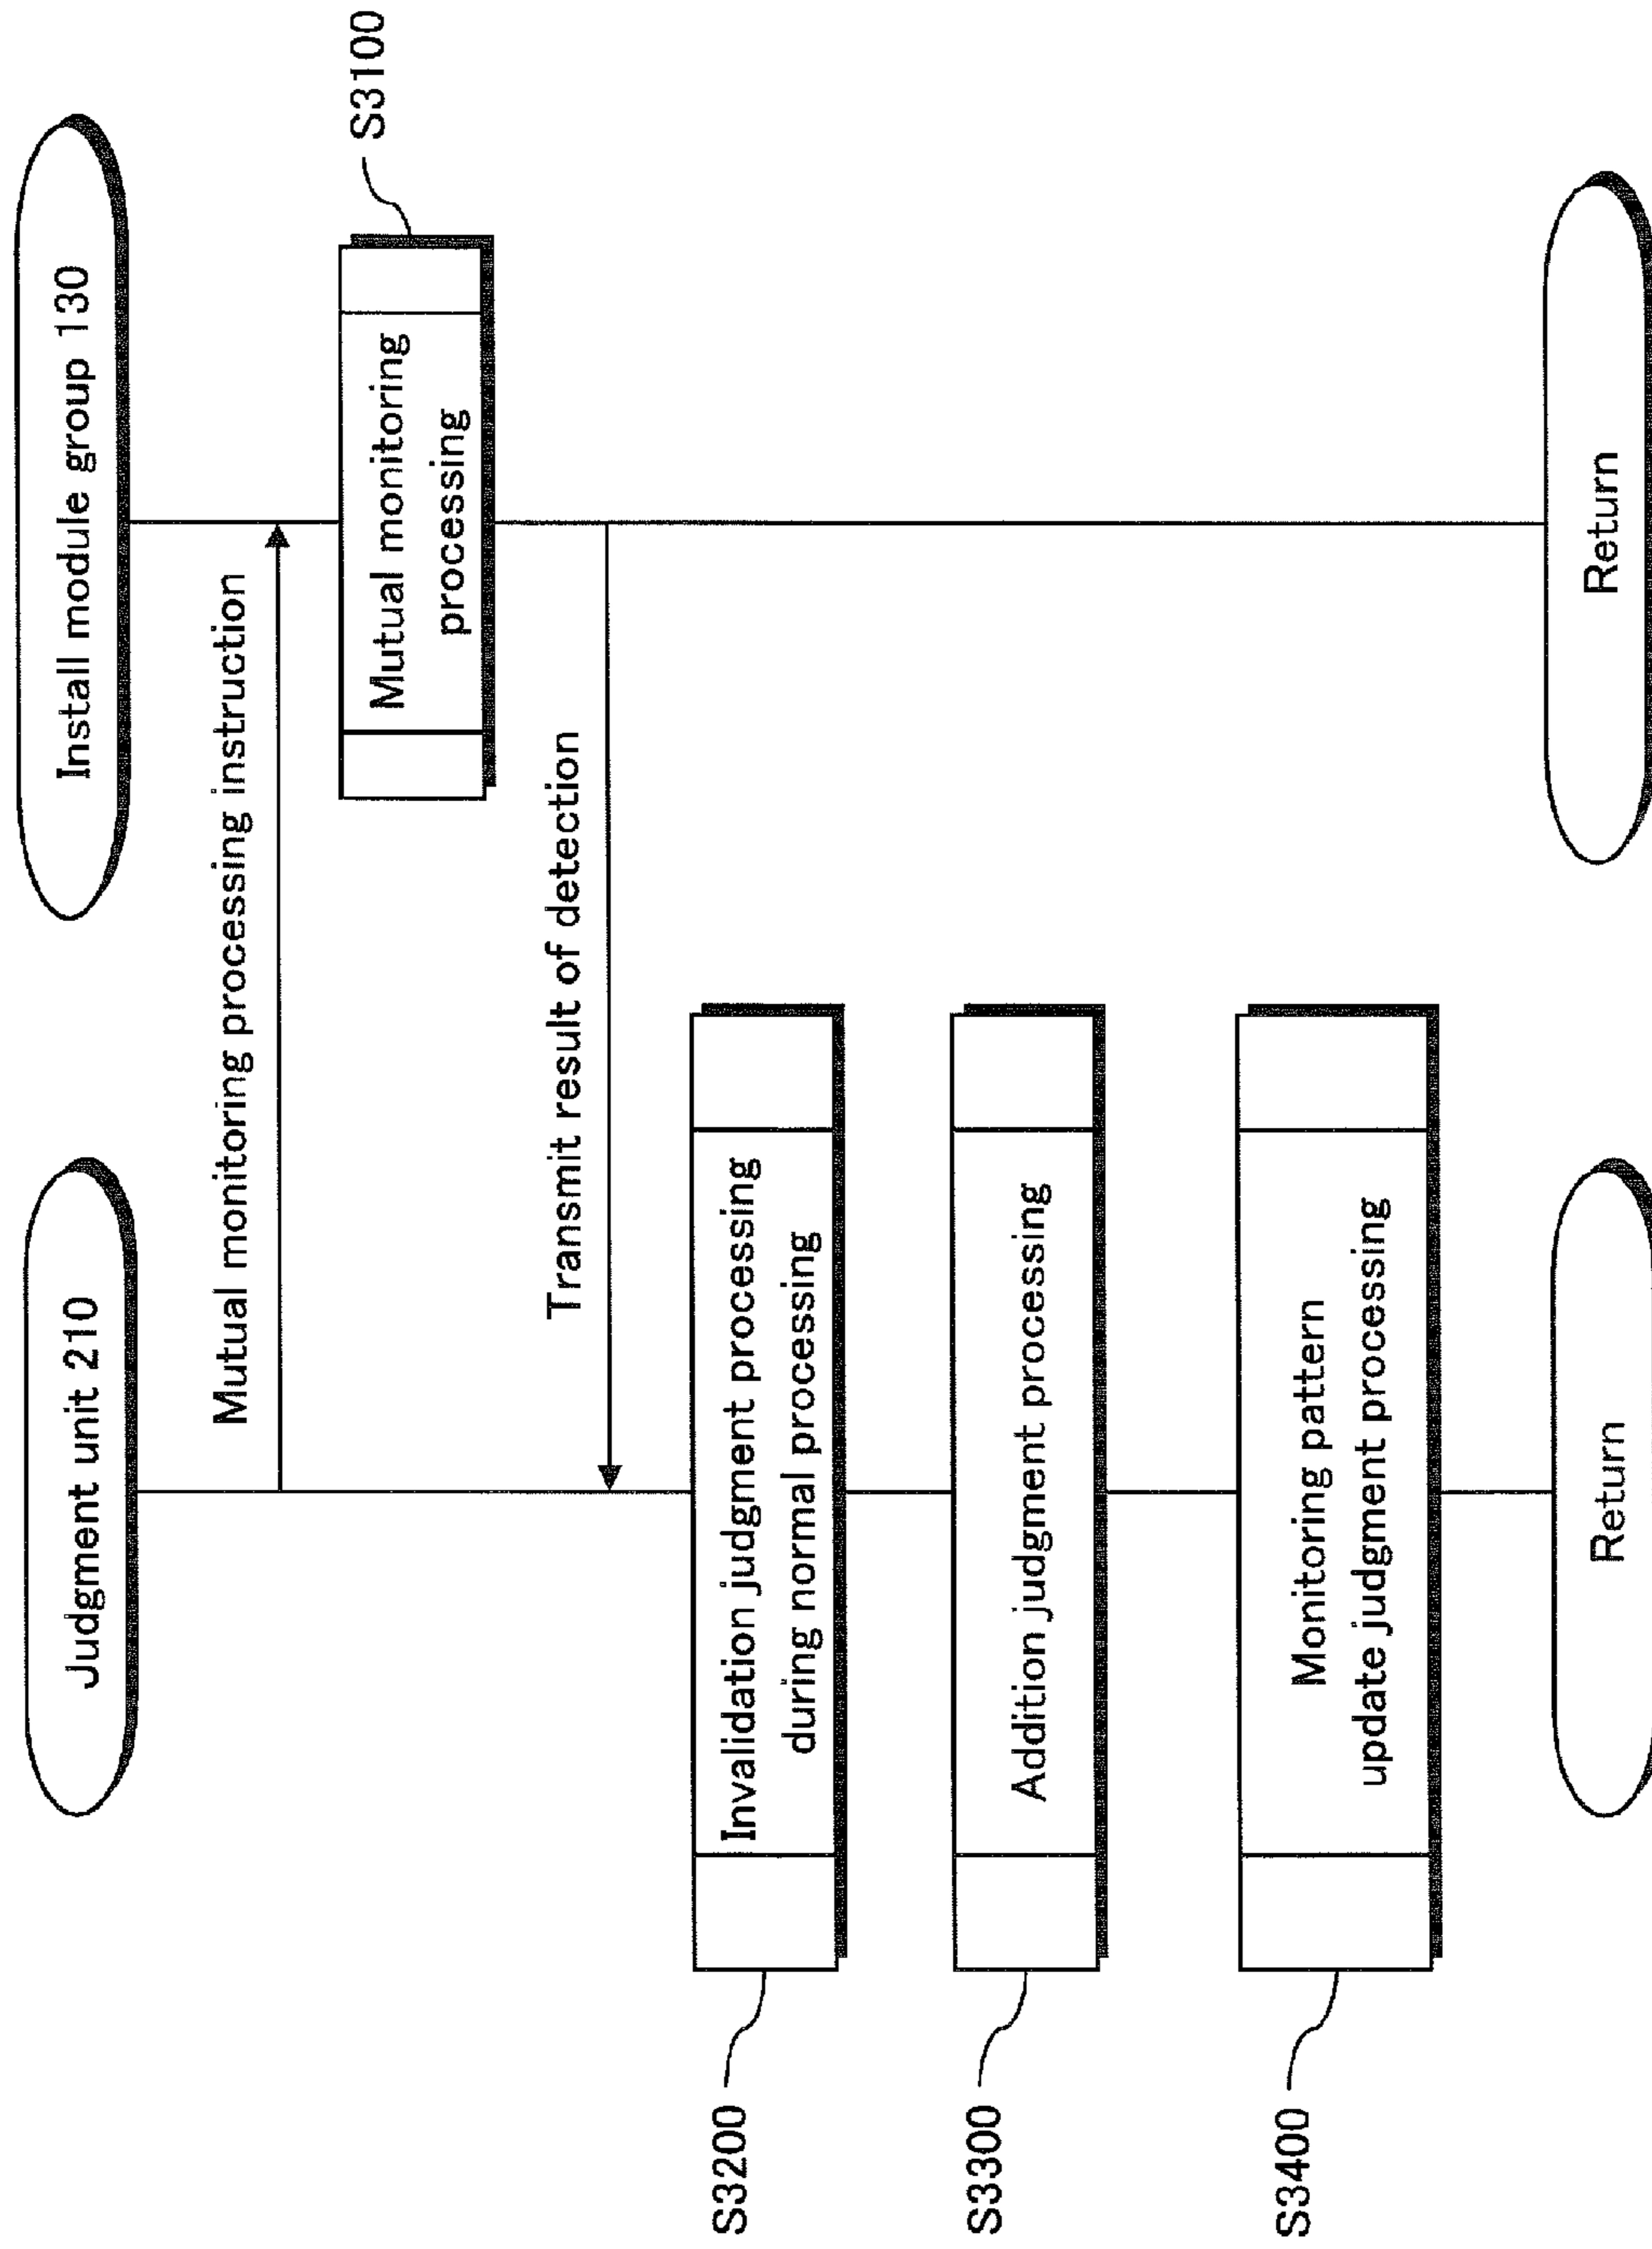 Judgment unit 210
Install module group 130
Mutual monitoring processing instruction
Mutual monitoring
processing
S3100
Transmit result of detection
S3200
Invalidation judgment processing
during normal processing
S3300
Addition judgment processing
S3400
Monitoring pattern
update judgment processing
Return
Return